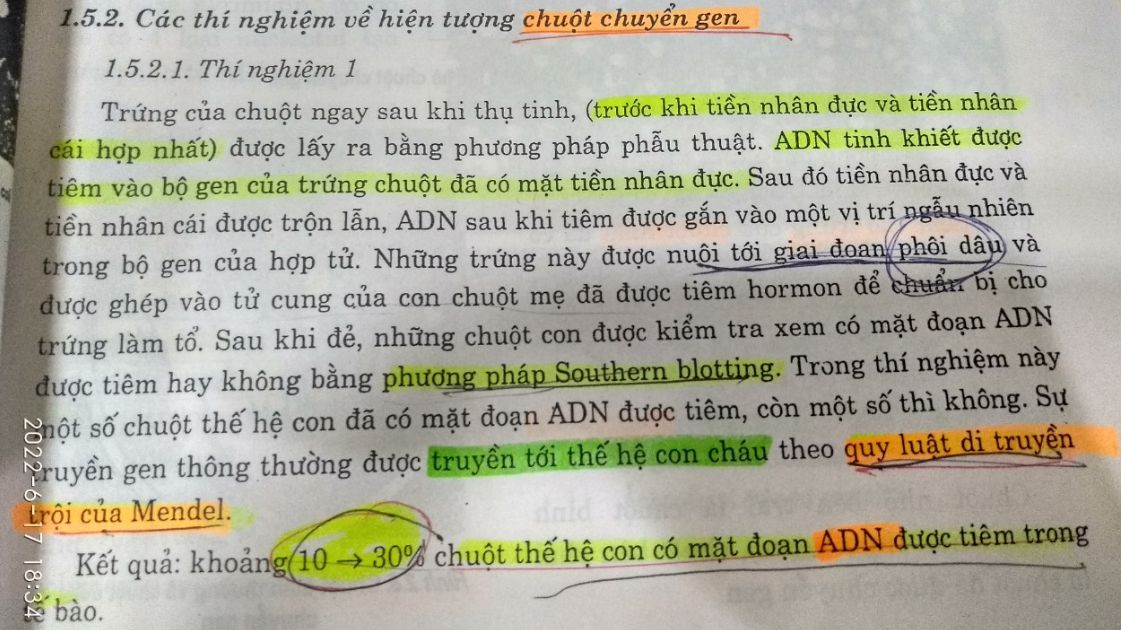 1.5.2. Các thí nghiệm về hiện tượng chuột chuyển gen
1.5.2.1. Thí nghiệm 1
Trứng của chuột ngay sau khi thụ tinh, (trước khi tiền nhân đực và tiền nhân
cái hợp nhất) được lấy ra bằng phương pháp phẫu thuật. ADN tinh khiết được
tiêm vào bộ gen của trứng chuột đã có mặt tiền nhân đực. Sau đó tiền nhân đực và
tiền nhân cái được trộn lẫn, ADN sau khi tiêm được gắn vào một vị trí ngẫu nhiên
trong bộ gen của hợp tử. Những trứng này được nuôi tới giai đoạn phôi dâu và
được ghép vào tử cung của con chuột mẹ đã được tiêm hormon để chuẩn bị cho
trứng làm tổ. Sau khi đẻ, những chuột con được kiểm tra xem có mặt đoạn ADN
được tiêm hay không bằng phương pháp Southern blotting. Trong thí nghiệm này
một số chuột thế hệ con đã có mặt đoạn ADN được tiêm, còn một số thì không. Sự
truyền gen thông thường được truyền tới thế hệ con cháu theo quy luật di truyền
trội của Mendel.
Kết quả: khoảng 10 → 30% chuột thế hệ con có mặt đoạn ADN được tiêm trong
tế bào.
2022-6-17 18:34